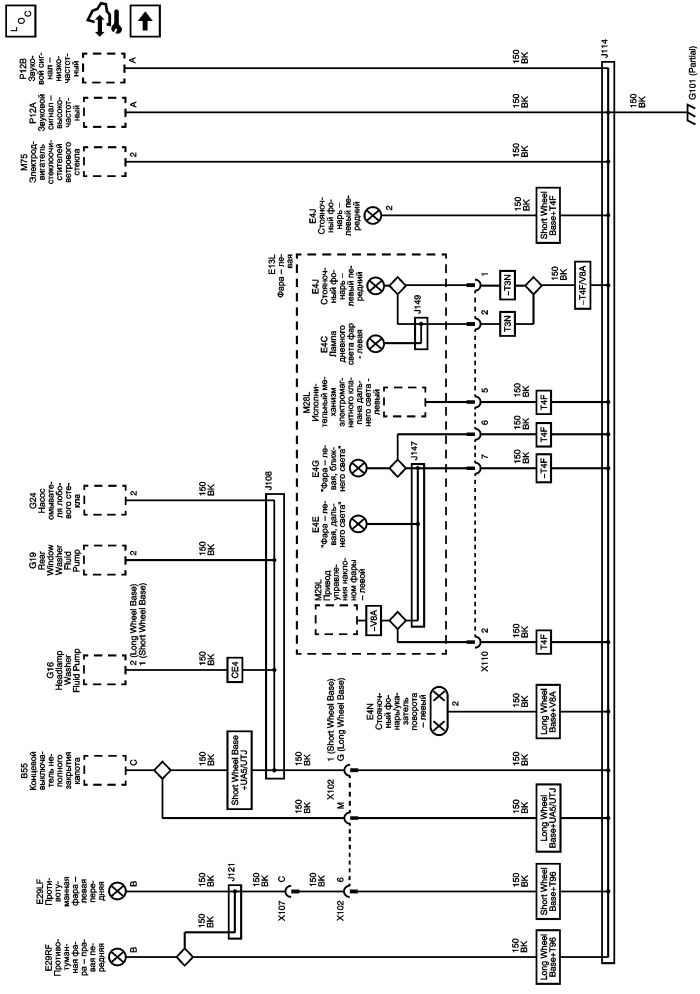 L O C
P12B
Звуко-
вой сиг-
нал –
низко-
частот-
ный
A
150
BK
J114
P12A
Звуковой
сигнал –
высоко-
частот-
ный
A
150
BK
150
BK
G101 (Partial)
M75
Электрод-
вигатель
стеклоочи-
стителей
ветрового
стекла
2
150
BK
E4J
Стояноч-
ный фо-
нарь –
левый пе-
редний
2
150
BK
Short Wheel
Base+T4F
E13L
Фара – ле-
вая
E4J
Стояноч-
ный фо-
нарь –
левый пе-
редний
1
–T3N
150
BK
–T4F/V8A
J149
2
T3N
E4C
Лампа
дневного
света фар
- левая
M28L
Исполни-
тельный ме-
ханизм
электромаг-
нитного кла-
пана даль-
него света -
левый
5
150
BK
T4F
6
150
BK
T4F
E4G
"Фара – ле-
вая, ближ-
него света"
J147
7
150
BK
–T4F
E4E
"Фара – ле-
вая, даль-
него света"
M29L
Привод
управле-
ния накло-
ном фары
– левой
–V8A
X110
2
150
BK
T4F
G24
Насос
омывате-
ля лобо-
вого сте-
кла
2
150
BK
J108
G19
Rear
Window
Washer
Fluid
Pump
2
150
BK
G16
Headlamp
Washer
Fluid Pump
2 (Long Wheel Base)
1 (Short Wheel Base)
150
BK
CE4
E4N
Стояноч-
ный фо-
нарь/ука-
затель
поворота
– левый
2
150
BK
Long Wheel
Base+V8A
B55
Концевой
выключа-
тель не-
полного
закрытия
капота
C
150
BK
Short Wheel Base
+UA5/UTJ
150
BK
X102
1 (Short Wheel Base)
G (Long Wheel Base)
150
BK
150
BK
M
150
BK
Long Wheel
Base+UA5/UTJ
E29LF
Проти-
воту-
манная
фара –
левая
пере-
дняя
B
150
BK
J121
150
BK
C
X107
150
BK
6
X102
150
BK
Short Wheel
Base+T96
150
BK
E29RF
Противо-
туман-
ная фа-
ра – пра-
вая пе-
редняя
B
150
BK
Long Wheel
Base+T96